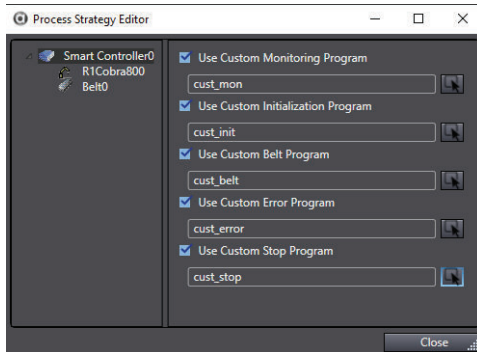 Process Strategy Editor
Smart Controller0
R1Cobra800
Belt0
Use Custom Monitoring Program
cust_mon
Use Custom Initialization Program
cust_init
Use Custom Belt Program
cust_belt
Use Custom Error Program
cust_error
Use Custom Stop Program
cust_stop
Close